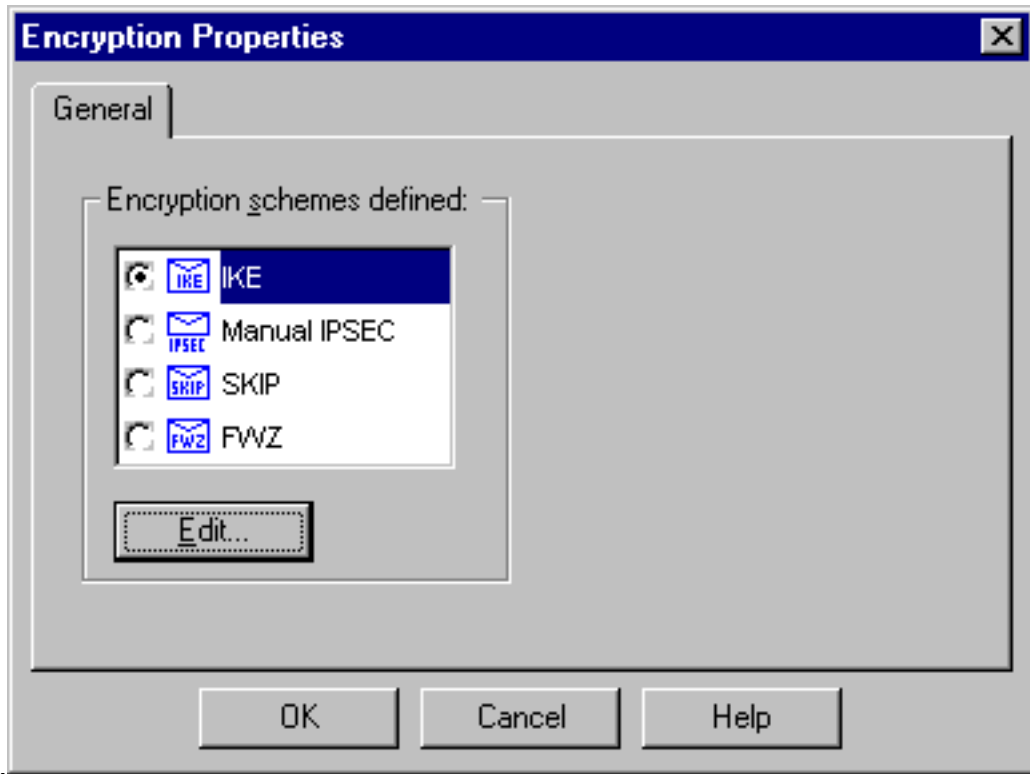 Encryption Properties
General
Encryption schemes defined:
IKE IKE
IPSEC Manual IPSEC
SKIP SKIP
FWZ FWZ
Edit...
OK Cancel Help